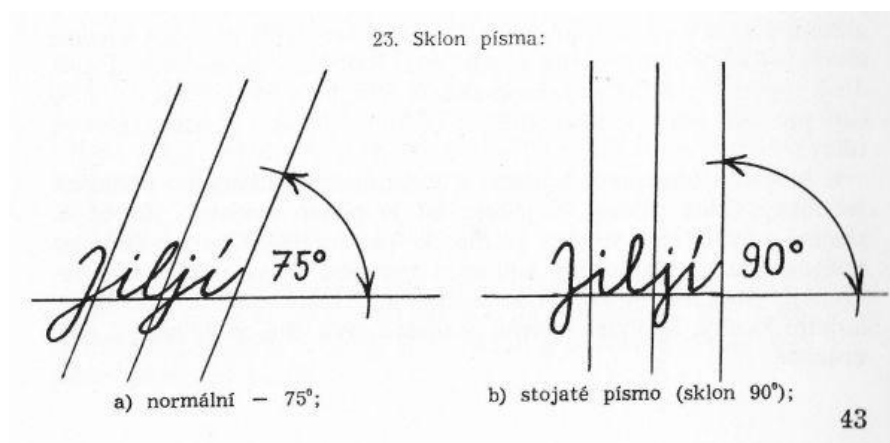 23. Sklon písma:
Jiljí 75° Jiljí 90°
a) normální — 75°; b) stojaté písmo (sklon 90°);
43